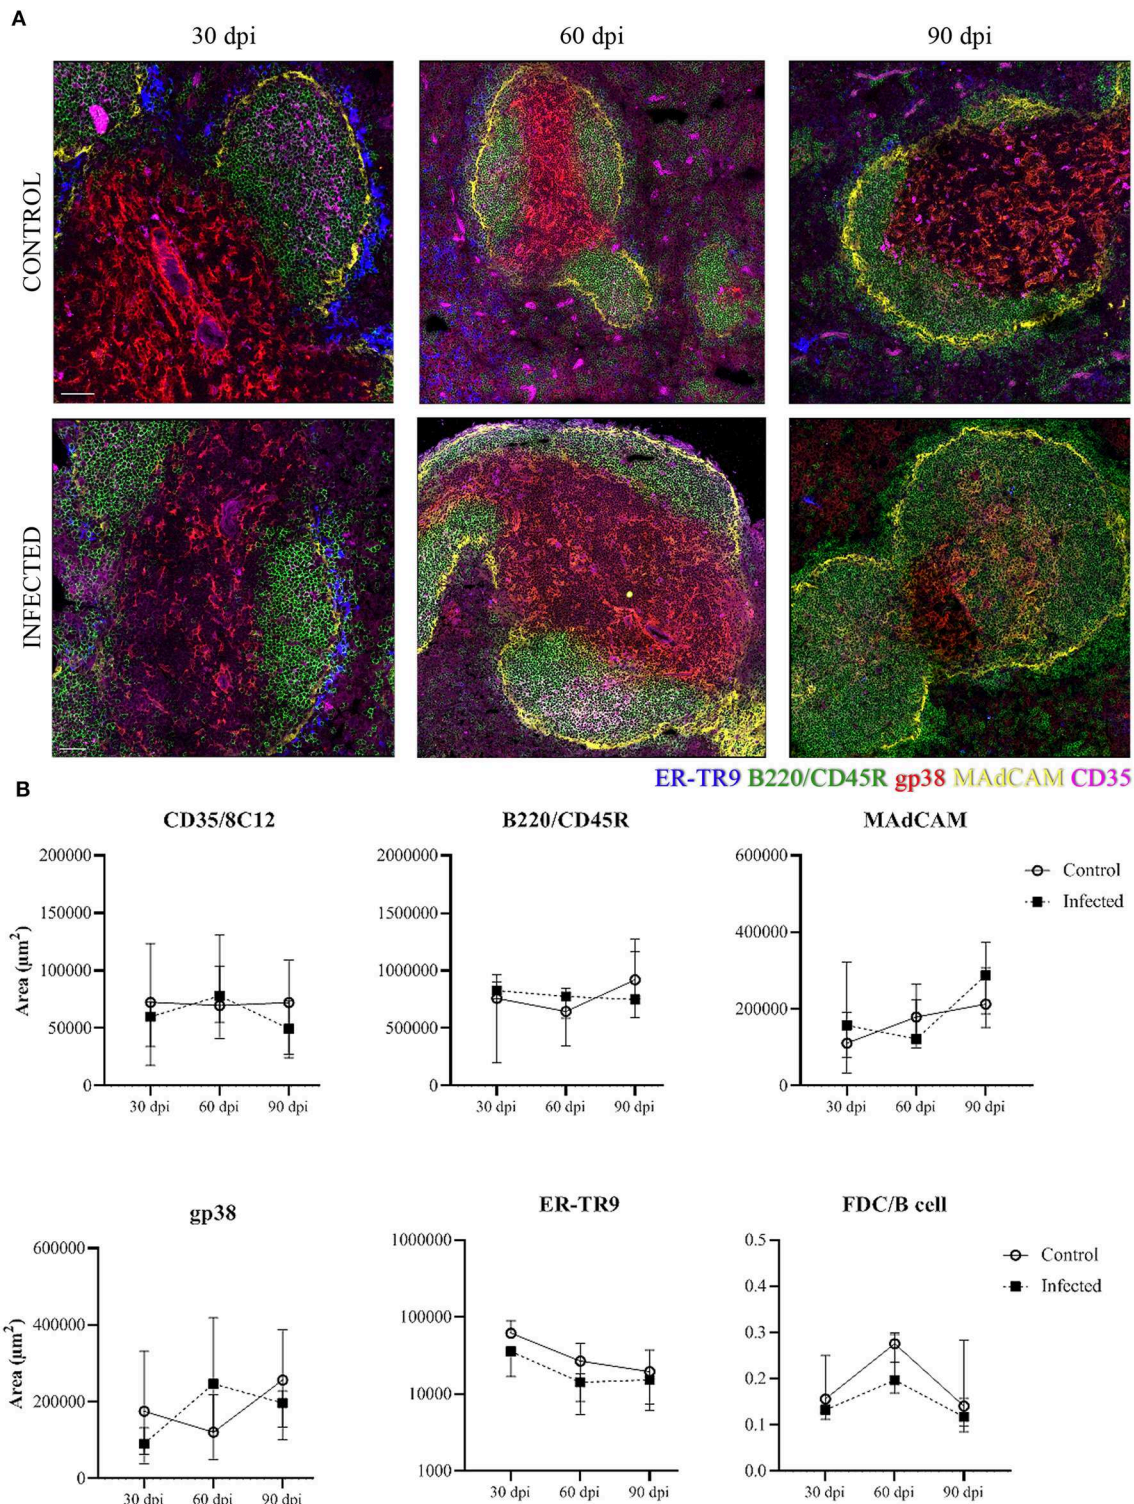 A
30 dpi 60 dpi 90 dpi
CONTROL
INFECTED
ER-TR9 B220/CD45R gp38 MAdCAM CD35
B
CD35/8C12
Area (µm²)
200000
150000
100000
50000
0
30 dpi 60 dpi 90 dpi
B220/CD45R
2000000
1500000
1000000
500000
0
30 dpi 60 dpi 90 dpi
MAdCAM
600000
400000
200000
0
30 dpi 60 dpi 90 dpi
Control
Infected
gp38
Area (µm²)
600000
400000
200000
0
30 dpi 60 dpi 90 dpi
ER-TR9
1000000
100000
10000
1000
30 dpi 60 dpi 90 dpi
FDC/B cell
0.5
0.4
0.3
0.2
0.1
0.0
30 dpi 60 dpi 90 dpi
Control
Infected